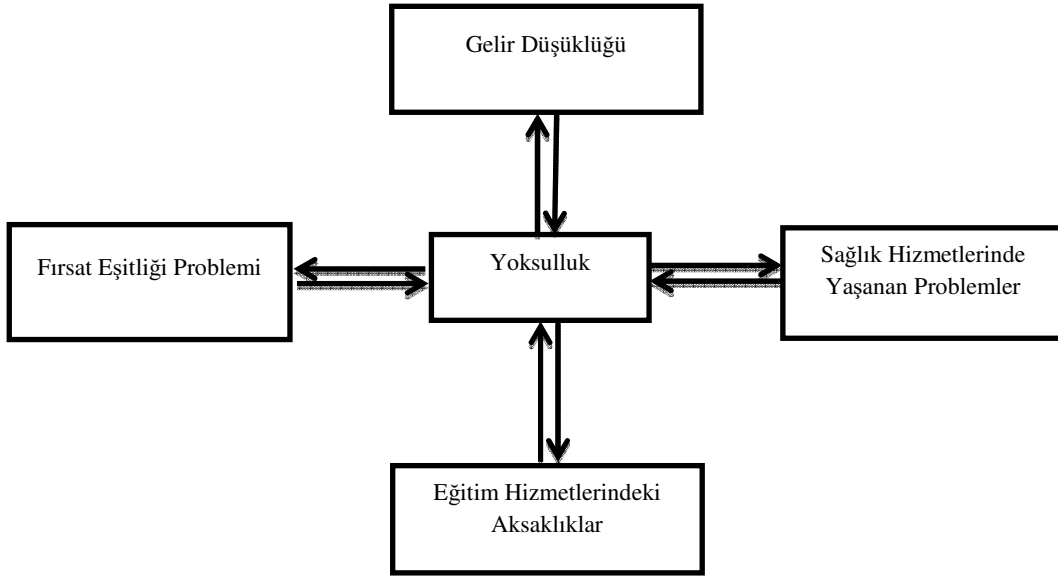 Gelir Düşüklüğü
Fırsat Eşitliği Problemi
Yoksulluk
Sağlık Hizmetlerinde
Yaşanan Problemler
Eğitim Hizmetlerindeki
Aksaklıklar